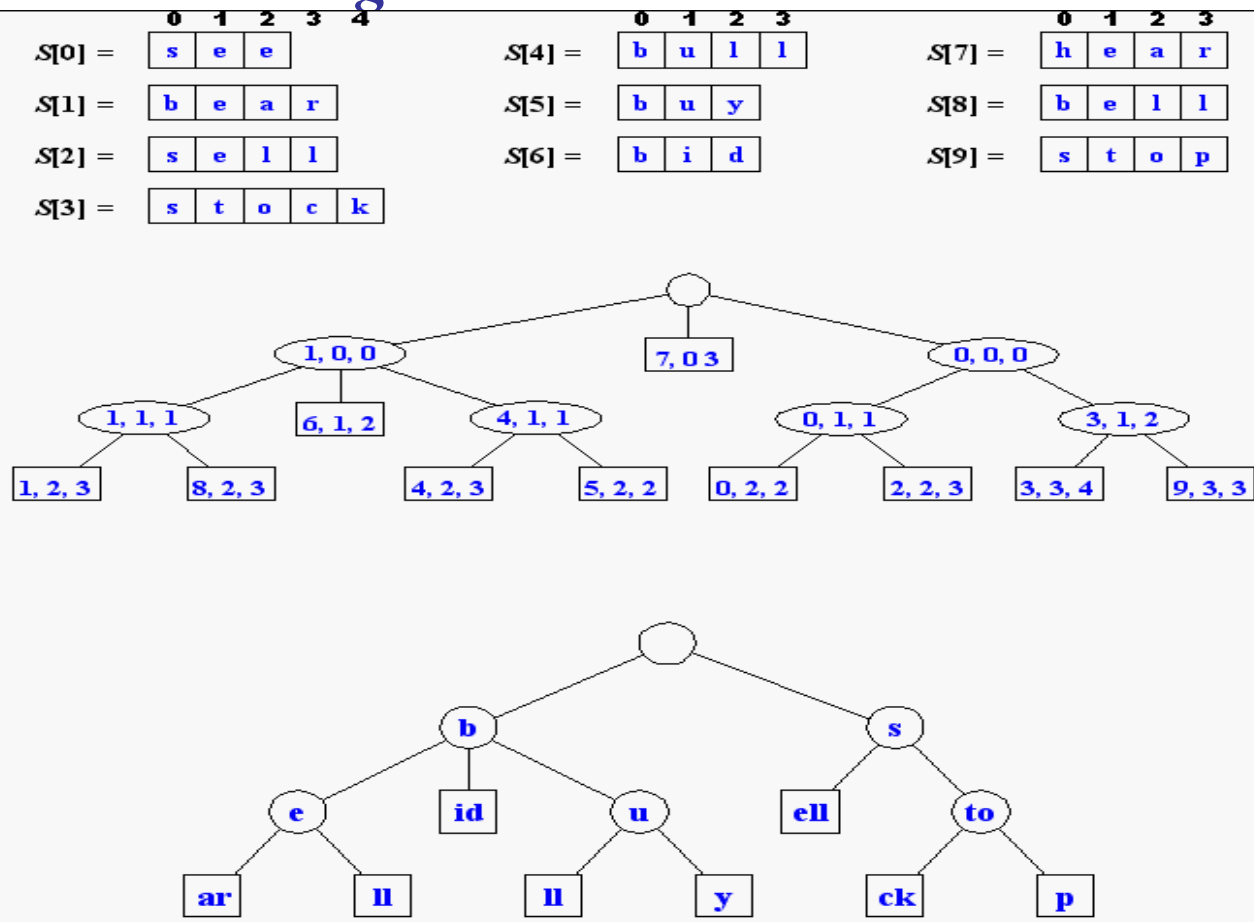 0 1 2 3 4 0 1 2 3 0 1 2 3
S[0] = s e e S[4] = b u l l S[7] = h e a r
S[1] = b e a r S[5] = b u y S[8] = b e l l
S[2] = s e l l S[6] = b i d S[9] = s t o p
S[3] = s t o c k
1, 0, 0 7, 0 3 0, 0, 0
1, 1, 1 6, 1, 2 4, 1, 1 0, 1, 1 3, 1, 2
1, 2, 3 8, 2, 3 4, 2, 3 5, 2, 2 0, 2, 2 2, 2, 3 3, 3, 4 9, 3, 3
b s
e id u ell to
ar ll ll y ck p